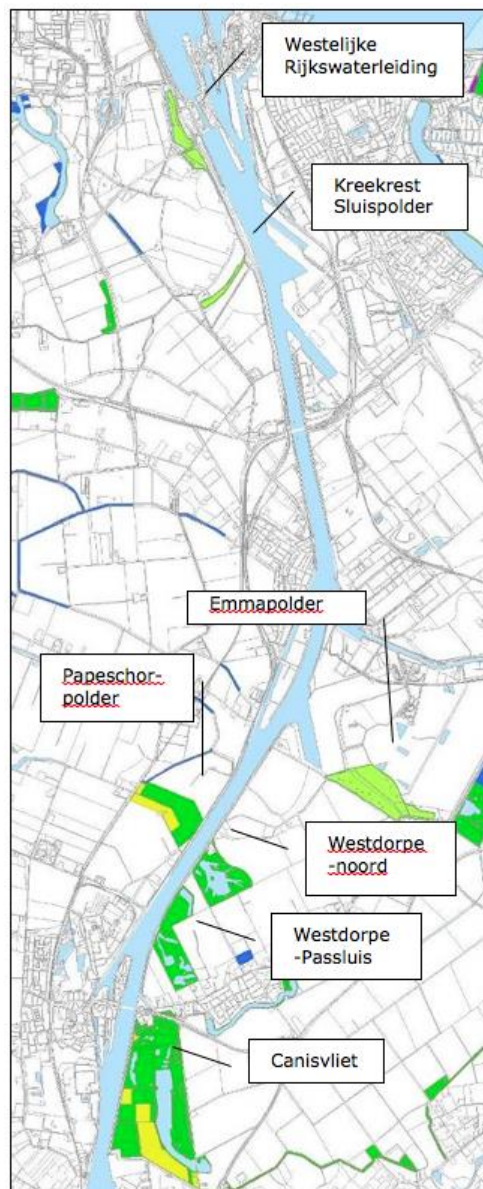 Westelijke
Rijkswaterleiding
Kreekrest
Sluispolder
Emmapolder
Papeschor-
polder
Westdorpe
-noord
Westdorpe
-Passluis
Canisvliet